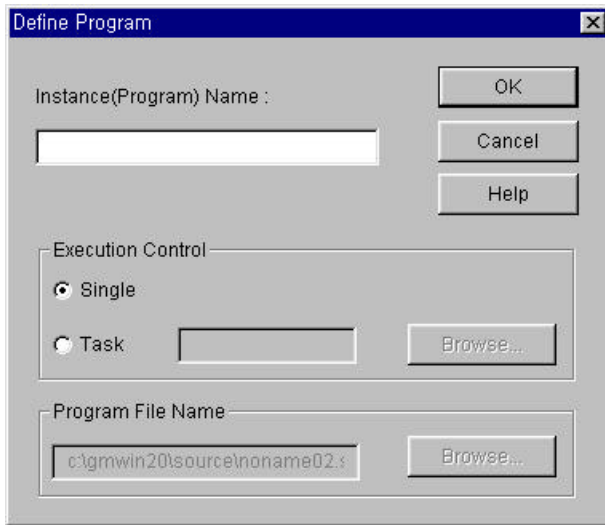 Define Program
Instance(Program) Name :
OK
Cancel
Help
Execution Control
Single
Task
Browse...
Program File Name
c:\gmwin20\source\noname02.s
Browse...